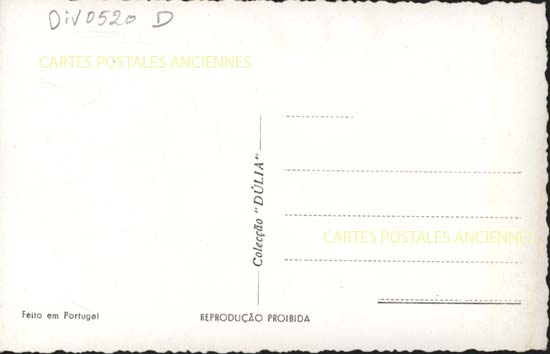 Div0520 D
CARTES POSTALES ANCIENNES
Colecção "DÚLIA"
CARTES POSTALES ANCIENNES
Feito em Portugal
REPRODUÇÃO PROIBIDA